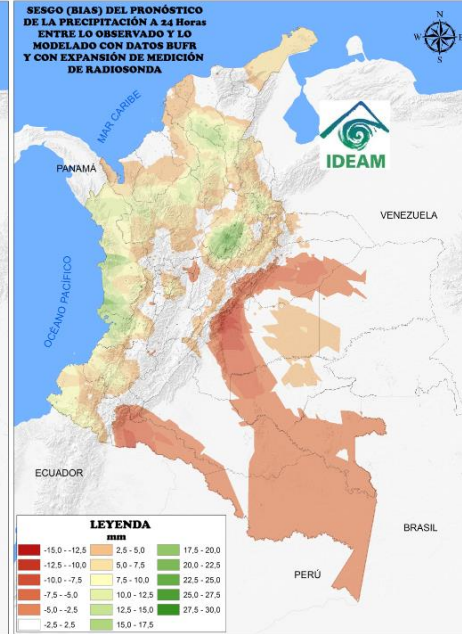 SESGO (BIAS) DEL PRONÓSTICO
DE LA PRECIPITACIÓN A 24 Horas
ENTRE LO OBSERVADO Y LO
MODELADO CON DATOS BUFR
Y CON EXPANSIÓN DE MEDICIÓN
DE RADIOSONDA
N
W E
S
MAR CARIBE
IDEAM
PANAMÁ
VENEZUELA
OCÉANO PACÍFICO
ECUADOR
BRASIL
PERÚ
LEYENDA
mm
-15,0 - -12,5 2,5 - 5,0 17,5 - 20,0
-12,5 - -10,0 5,0 - 7,5 20,0 - 22,5
-10,0 - -7,5 7,5 - 10,0 22,5 - 25,0
-7,5 - -5,0 10,0 - 12,5 25,0 - 27,5
-5,0 - -2,5 12,5 - 15,0 27,5 - 30,0
-2,5 - 2,5 15,0 - 17,5